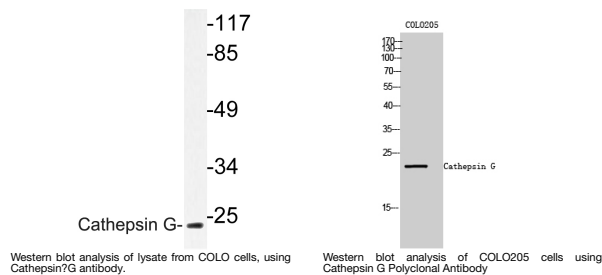 -117
-85
-49
-34
-25
Cathepsin G-
Western blot analysis of lysate from COLO cells, using
Cathepsin?G antibody.
COLO205
170-
130-
100-
70-
55-
40-
35-
25-
15-
Cathepsin G
Western blot analysis of COLO205 cells using
Cathepsin G Polyclonal Antibody